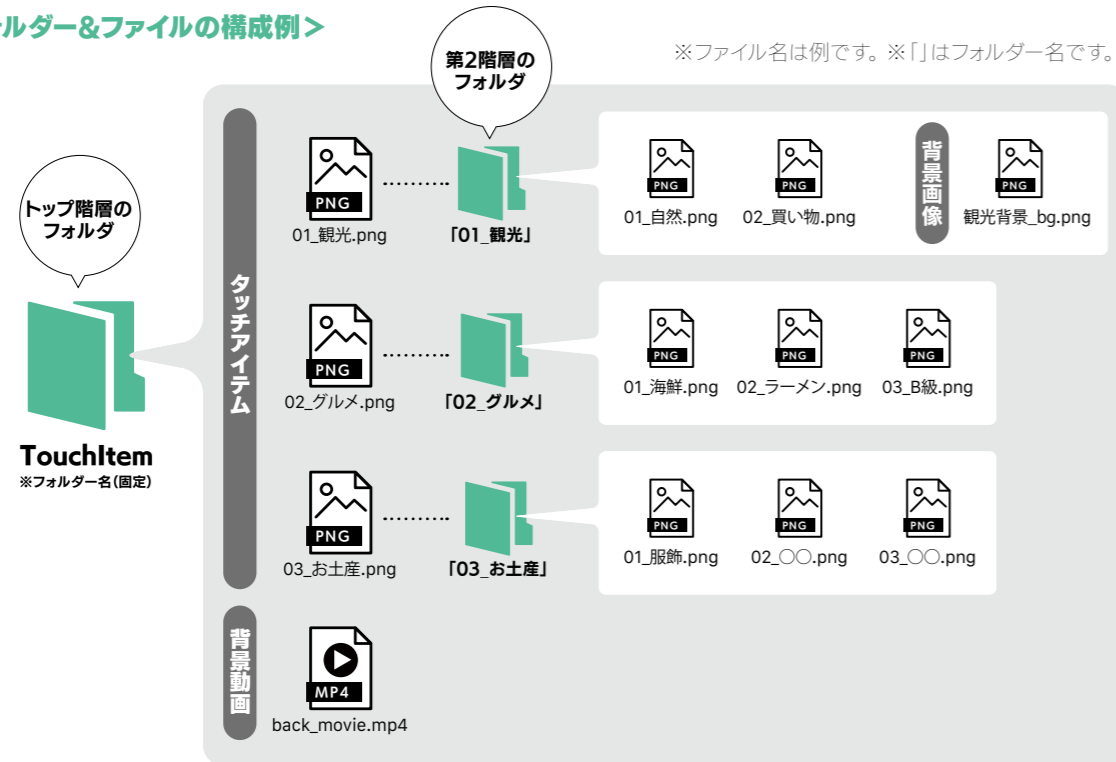 ォルダー&ファイルの構成例＞
※ファイル名は例です。※「」はフォルダー名です。
トップ階層の
フォルダ
TouchItem
※フォルダー名(固定)
第2階層の
フォルダ
タッチアイテム
PNG
01_観光.png
「01_観光」
PNG
01_自然.png
PNG
02_買い物.png
背景画像
PNG
観光背景_bg.png
PNG
02_グルメ.png
「02_グルメ」
PNG
01_海鮮.png
PNG
02_ラーメン.png
PNG
03_B級.png
PNG
03_お土産.png
「03_お土産」
PNG
01_服飾.png
PNG
02_○○.png
PNG
03_○○.png
背景動画
MP4
back_movie.mp4